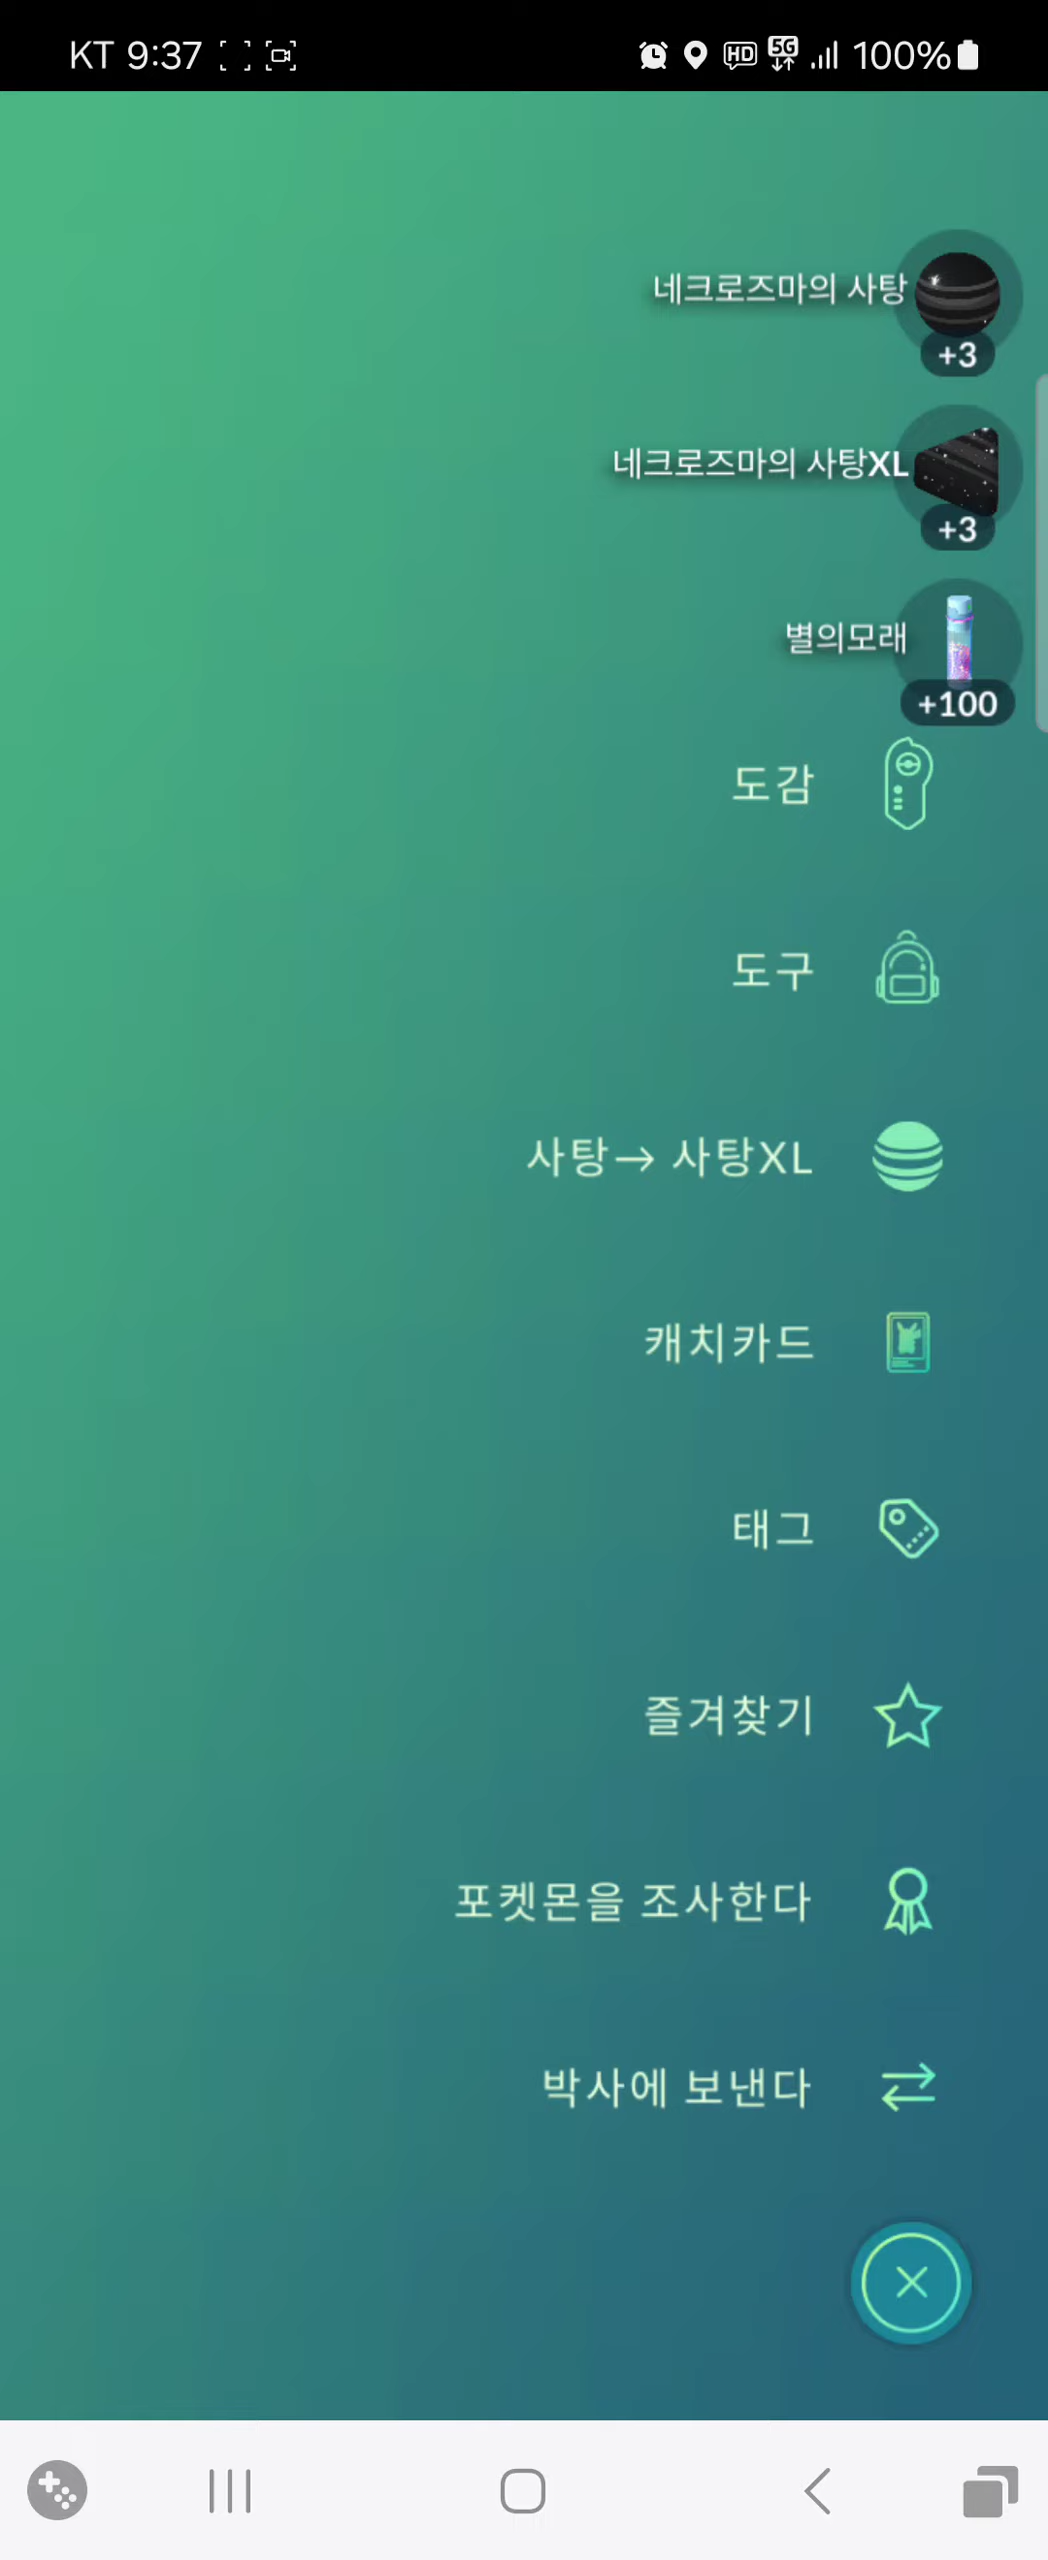 KT 9:37 HD 5G 100%
네크로즈마의 사탕
+3
네크로즈마의 사탕XL
+3
별의모래
+100
도감
도구
사탕→ 사탕XL
캐치카드
태그
즐겨찾기
포켓몬을 조사한다
박사에 보낸다